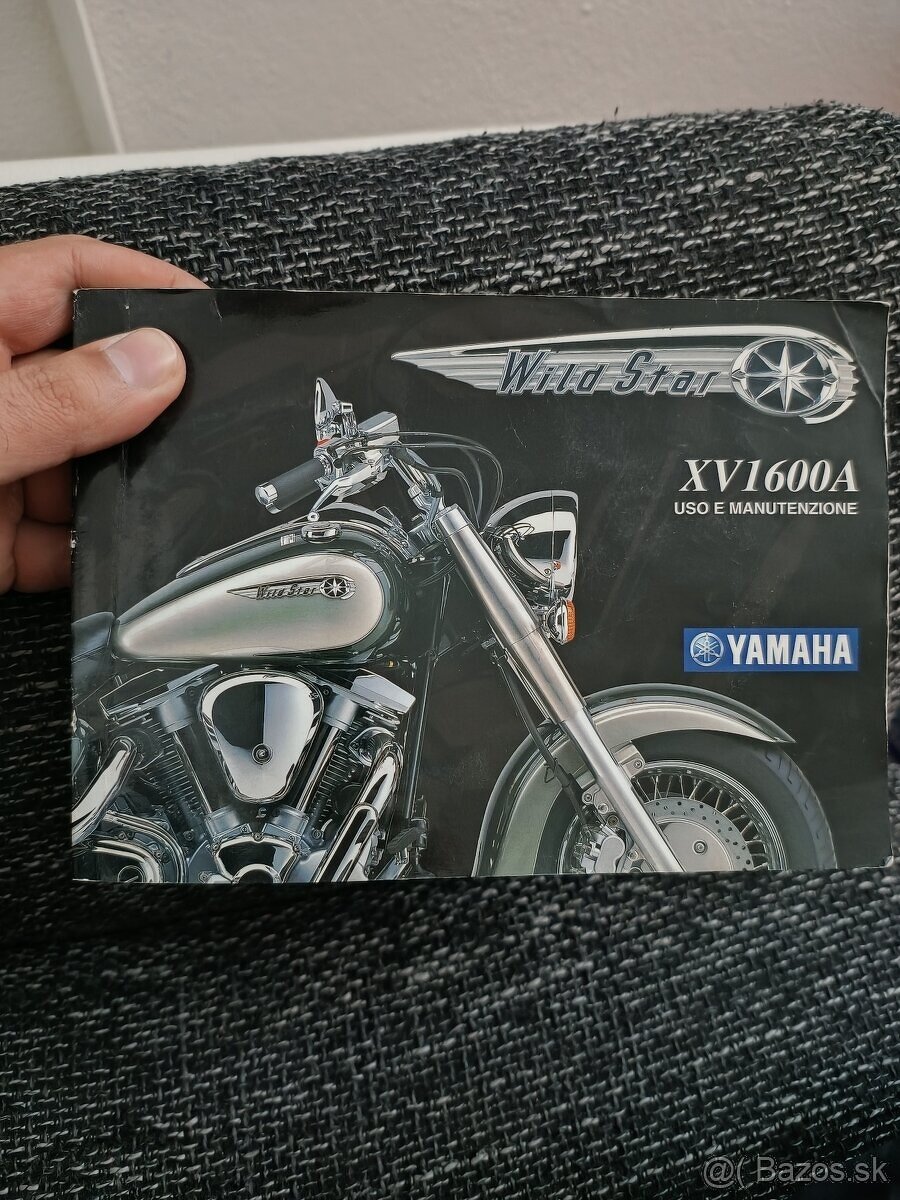 Wild Star
XV1600A
USO E MANUTENZIONE
Wild Star
YAMAHA
@( Bazos.sk